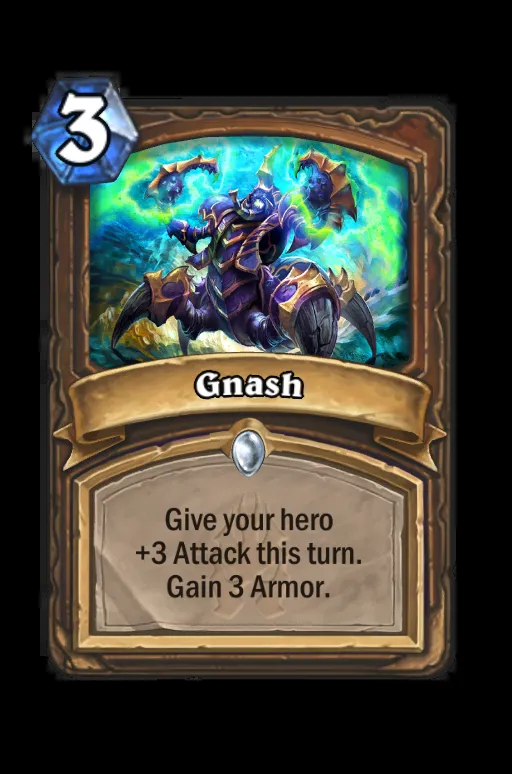 3
Gnash
Give your hero
+3 Attack this turn.
Gain 3 Armor.